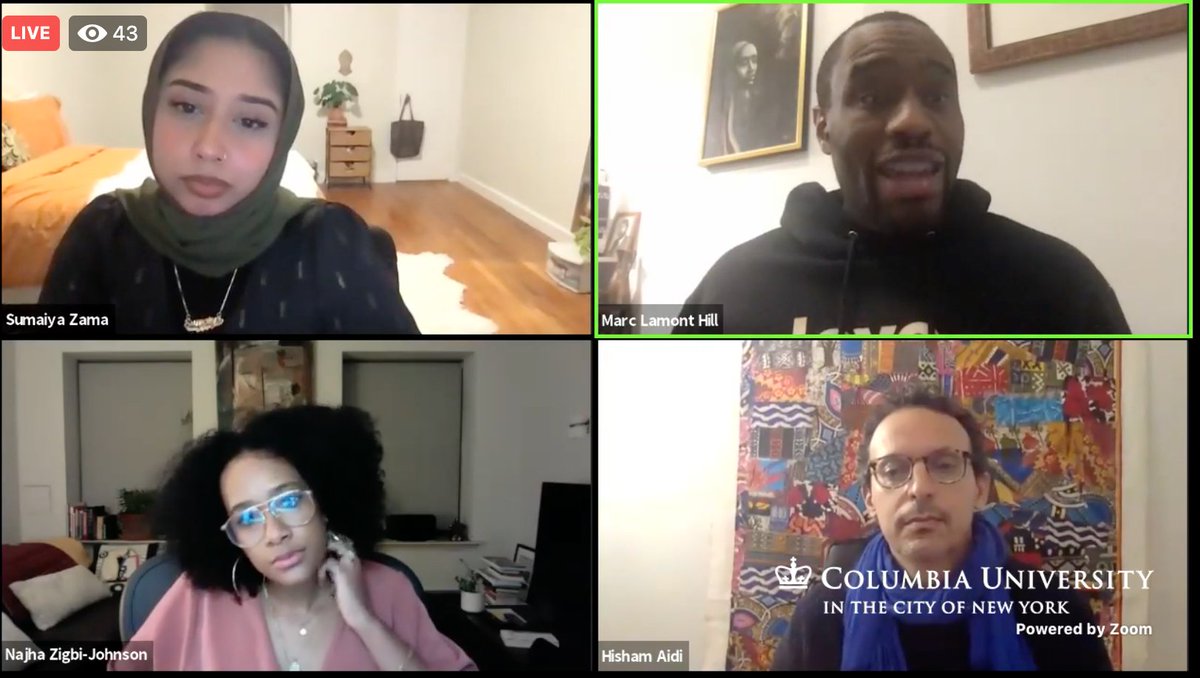 LIVE
43
Sumaiya Zama
Marc Lamont Hill
Najha Zigbi-Johnson
Hisham Aidi
COLUMBIA UNIVERSITY
IN THE CITY OF NEW YORK
Powered by Zoom